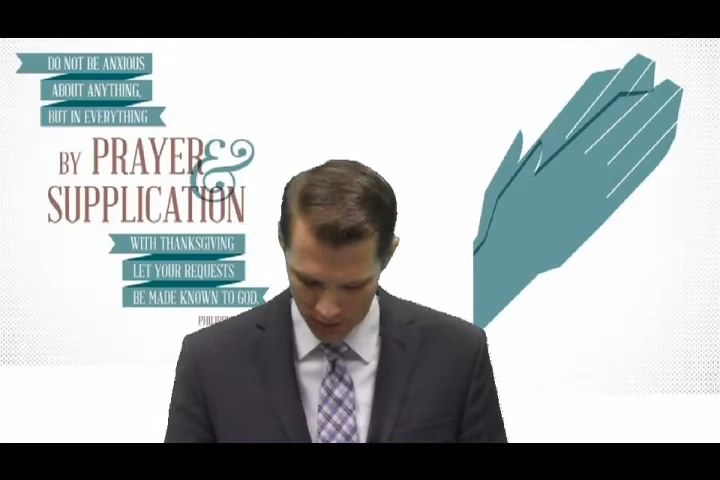 DO NOT BE ANXIOUS
ABOUT ANYTHING,
BUT IN EVERYTHING
BY PRAYER &
SUPPLICATION
WITH THANKSGIVING
LET YOUR REQUESTS
BE MADE KNOWN TO GOD.